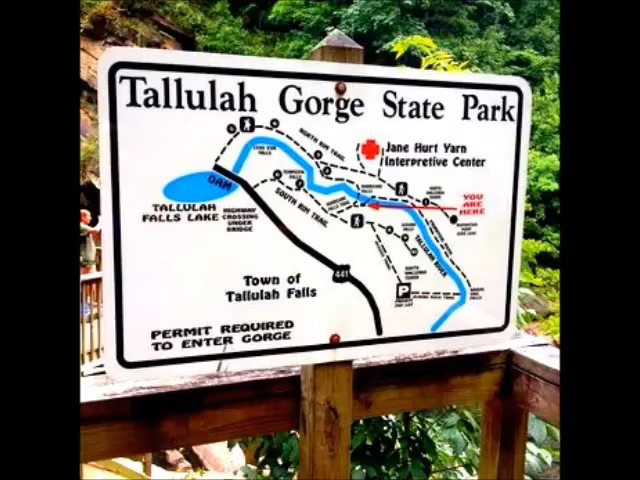 Tallulah Gorge State Park
NORTH RIM TRAIL
Jane Hurt Yarn
Interpretive Center
DAM
TALLULAH
FALLS LAKE
HIGHWAY
CROSSING
UNDER
BRIDGE
SOUTH RIM TRAIL
YOU
ARE
HERE
TALLULAH RIVER
441
Town of
Tallulah Falls
P
PERMIT REQUIRED
TO ENTER GORGE